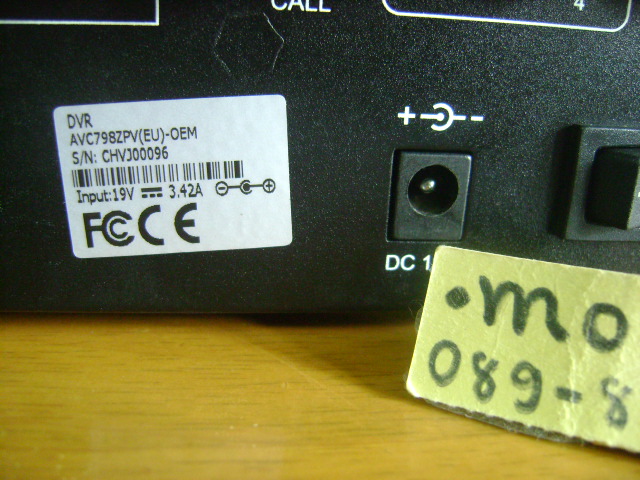 CALL
4
DVR
AVC798ZPV(EU)-OEM
S/N: CHVJ00096
Input:19V 3.42A
FC CE
DC 1
.mo
089-8